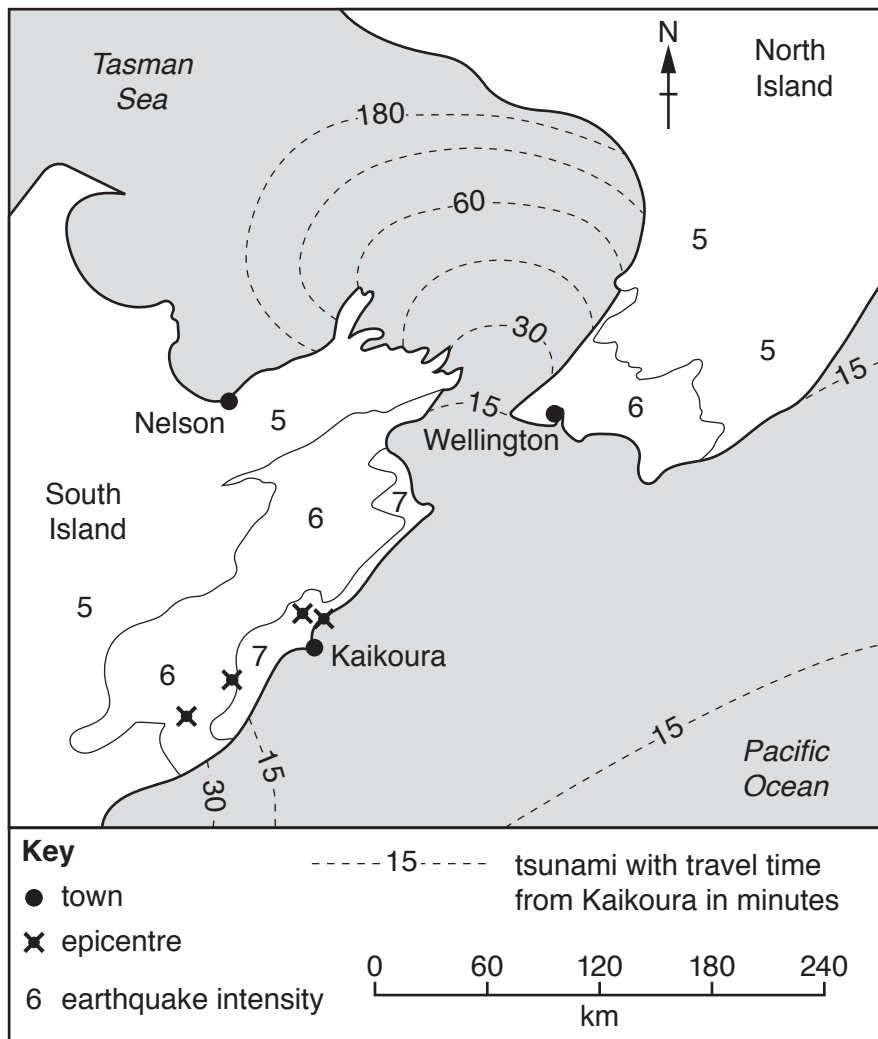 Tasman
Sea
N
North
Island
180
60
5
5
30
15
15
6
Nelson
5
Wellington
South
Island
6
7
5
7
Kaikoura
6
15
15
30
Pacific
Ocean
Key
town
epicentre
6 earthquake intensity
15 tsunami with travel time
from Kaikoura in minutes
0 60 120 180 240
km